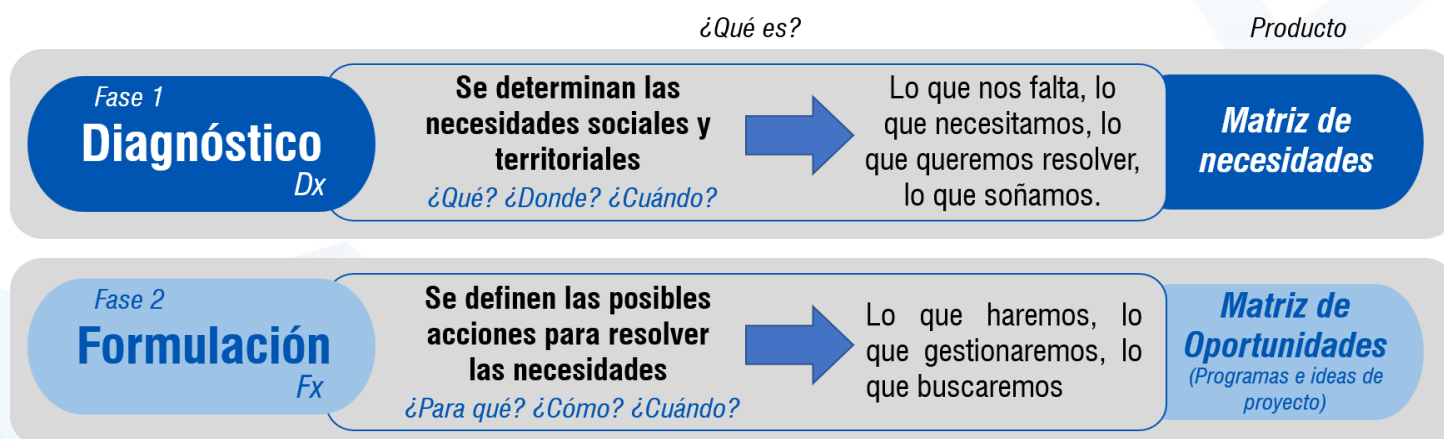 ¿Qué es?
Producto
Fase 1
Diagnóstico
Dx
Se determinan las
necesidades sociales y
territoriales
¿Qué? ¿Donde? ¿Cuándo?
Lo que nos falta, lo
que necesitamos, lo
que queremos resolver,
lo que soñamos.
Matriz de
necesidades
Fase 2
Formulación
Fx
Se definen las posibles
acciones para resolver
las necesidades
¿Para qué? ¿Cómo? ¿Cuándo?
Lo que haremos, lo
que gestionaremos, lo
que buscaremos
Matriz de
Oportunidades
(Programas e ideas de
proyecto)